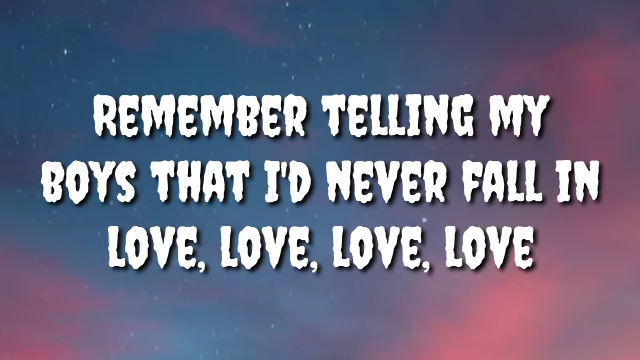 REMEMBER TELLING MY
BOYS THAT I'D NEVER FALL IN
LOVE, LOVE, LOVE, LOVE